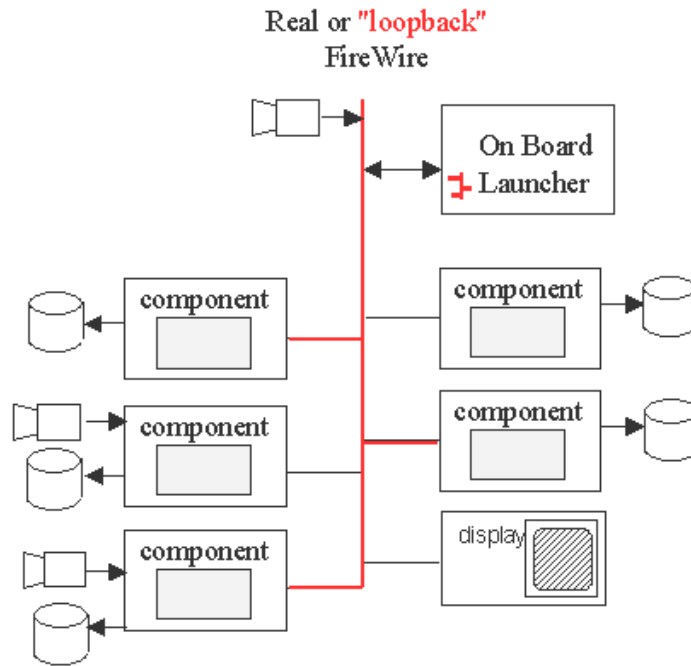 Real or "loopback"
FireWire
On Board
Launcher
component
component
component
component
component
display